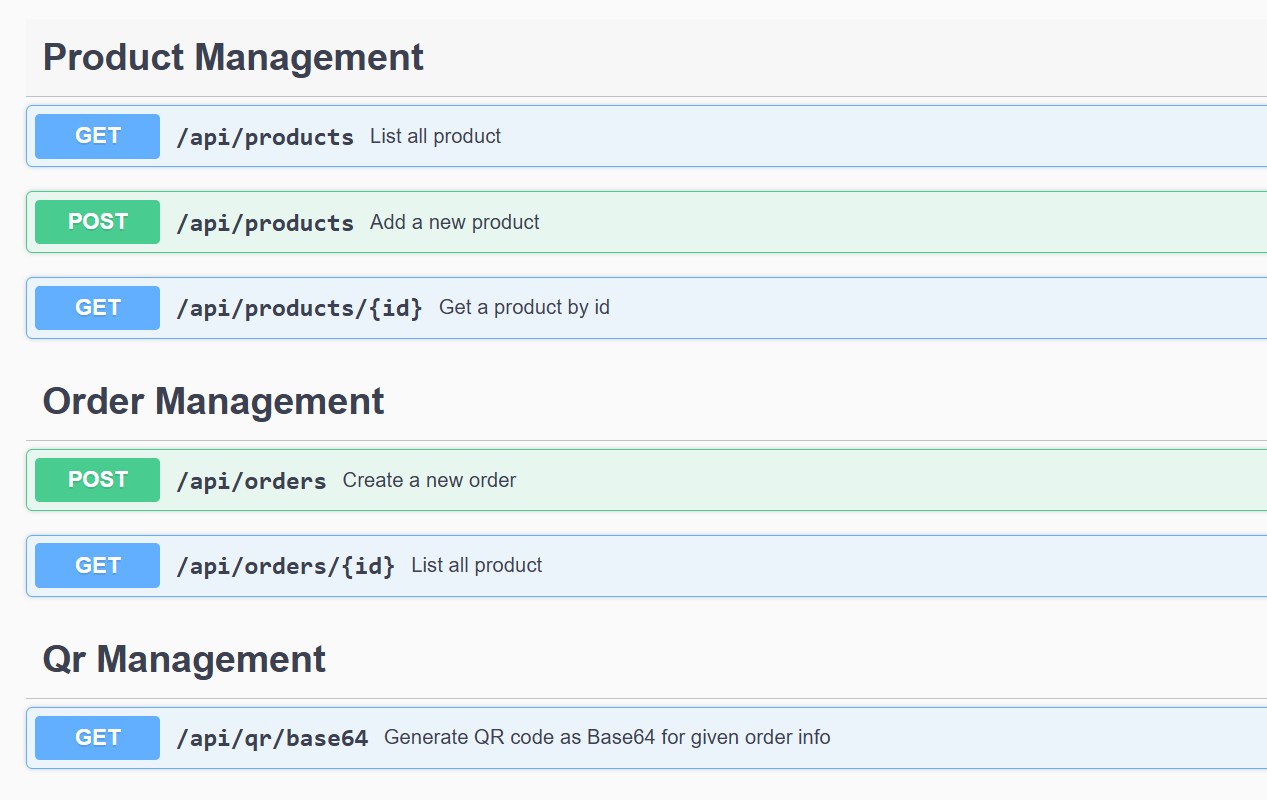 Product Management
GET /api/products List all product
POST /api/products Add a new product
GET /api/products/{id} Get a product by id
Order Management
POST /api/orders Create a new order
GET /api/orders/{id} List all product
Qr Management
GET /api/qr/base64 Generate QR code as Base64 for given order info